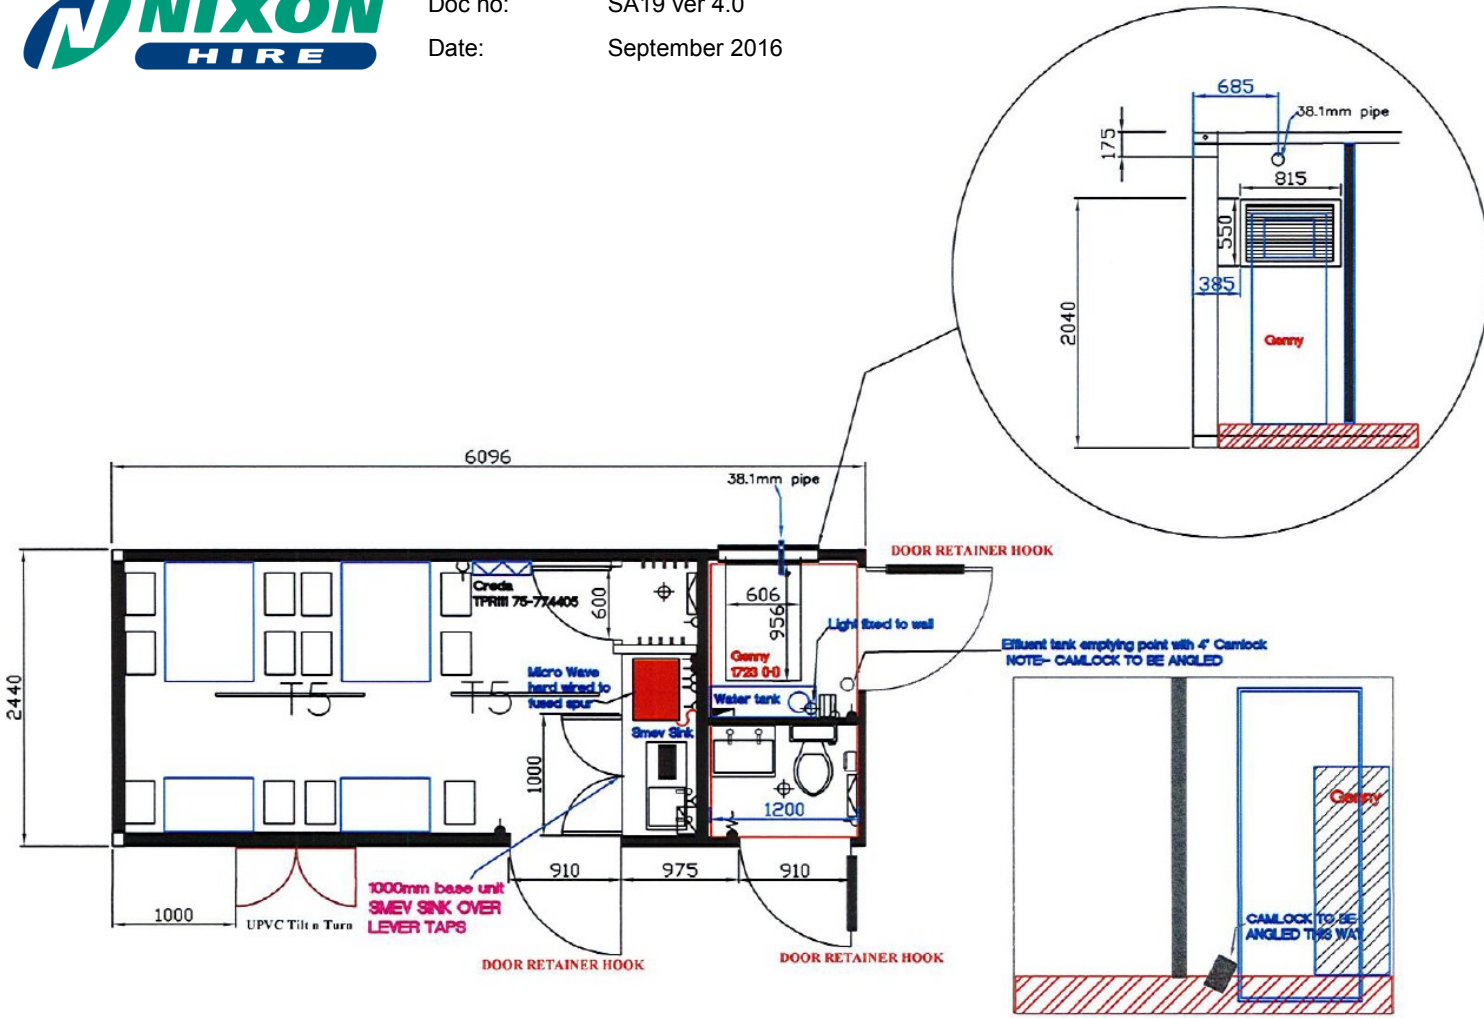 NIXON
HIRE
Doc no: SA19 ver 4.0
Date: September 2016
685
38.1mm pipe
175
815
550
385
2040
Genny
6096
38.1mm pipe
DOOR RETAINER HOOK
2440
Creda
TPRIII 75-774405
600
606
956
Light fixed to wall
Genny
1723 0-0
Effluent tank emptying point with 4" Camlock
NOTE- CAMLOCK TO BE ANGLED
Micro Wave
hard wired to
fused spur
T5
T5
Water tank
Smev Sink
1000
1200
Genny
910
975
910
1000mm base unit
SMEV SINK OVER
LEVER TAPS
1000
UPVC Tilt n Turn
CAMLOCK TO BE
ANGLED THIS WAY
DOOR RETAINER HOOK
DOOR RETAINER HOOK